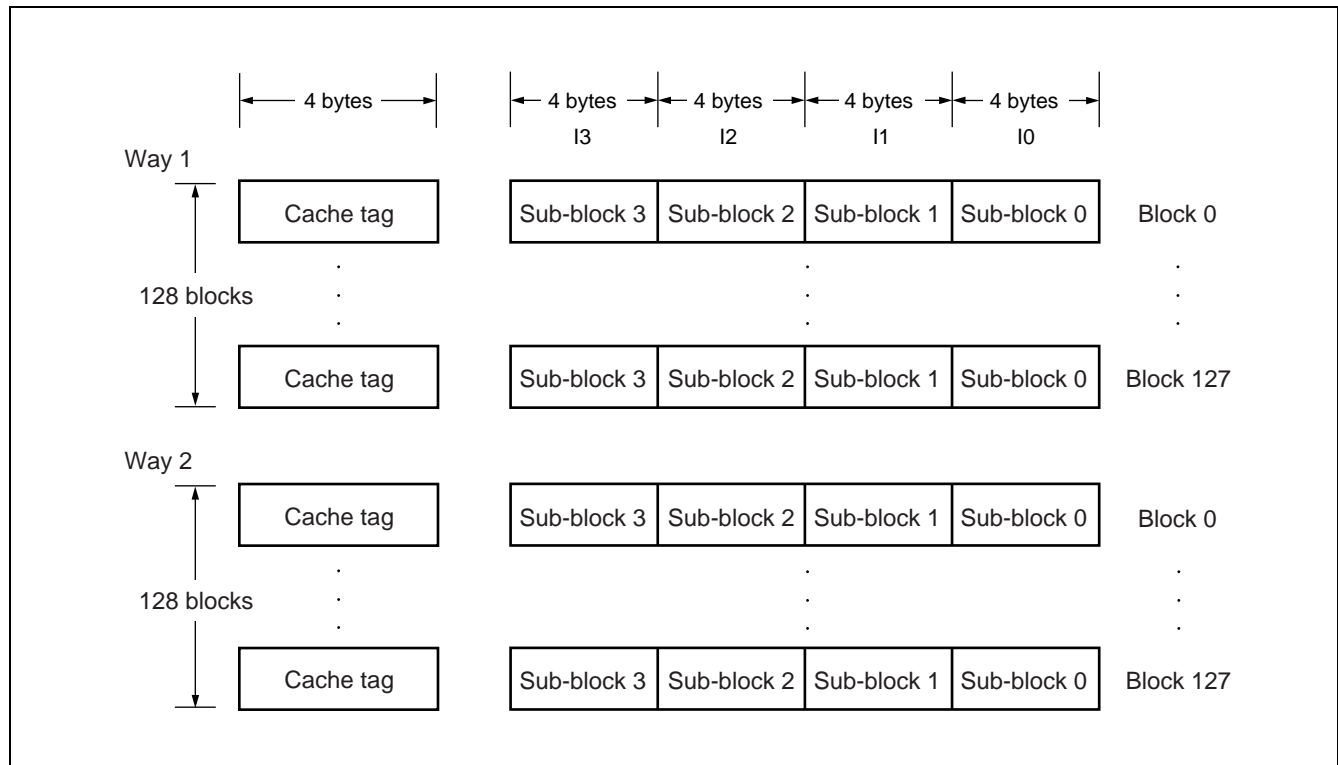 4 bytes 4 bytes 4 bytes 4 bytes 4 bytes
I3 I2 I1 I0
Way 1
Cache tag Sub-block 3 Sub-block 2 Sub-block 1 Sub-block 0 Block 0
128 blocks
Cache tag Sub-block 3 Sub-block 2 Sub-block 1 Sub-block 0 Block 127
Way 2
Cache tag Sub-block 3 Sub-block 2 Sub-block 1 Sub-block 0 Block 0
128 blocks
Cache tag Sub-block 3 Sub-block 2 Sub-block 1 Sub-block 0 Block 127